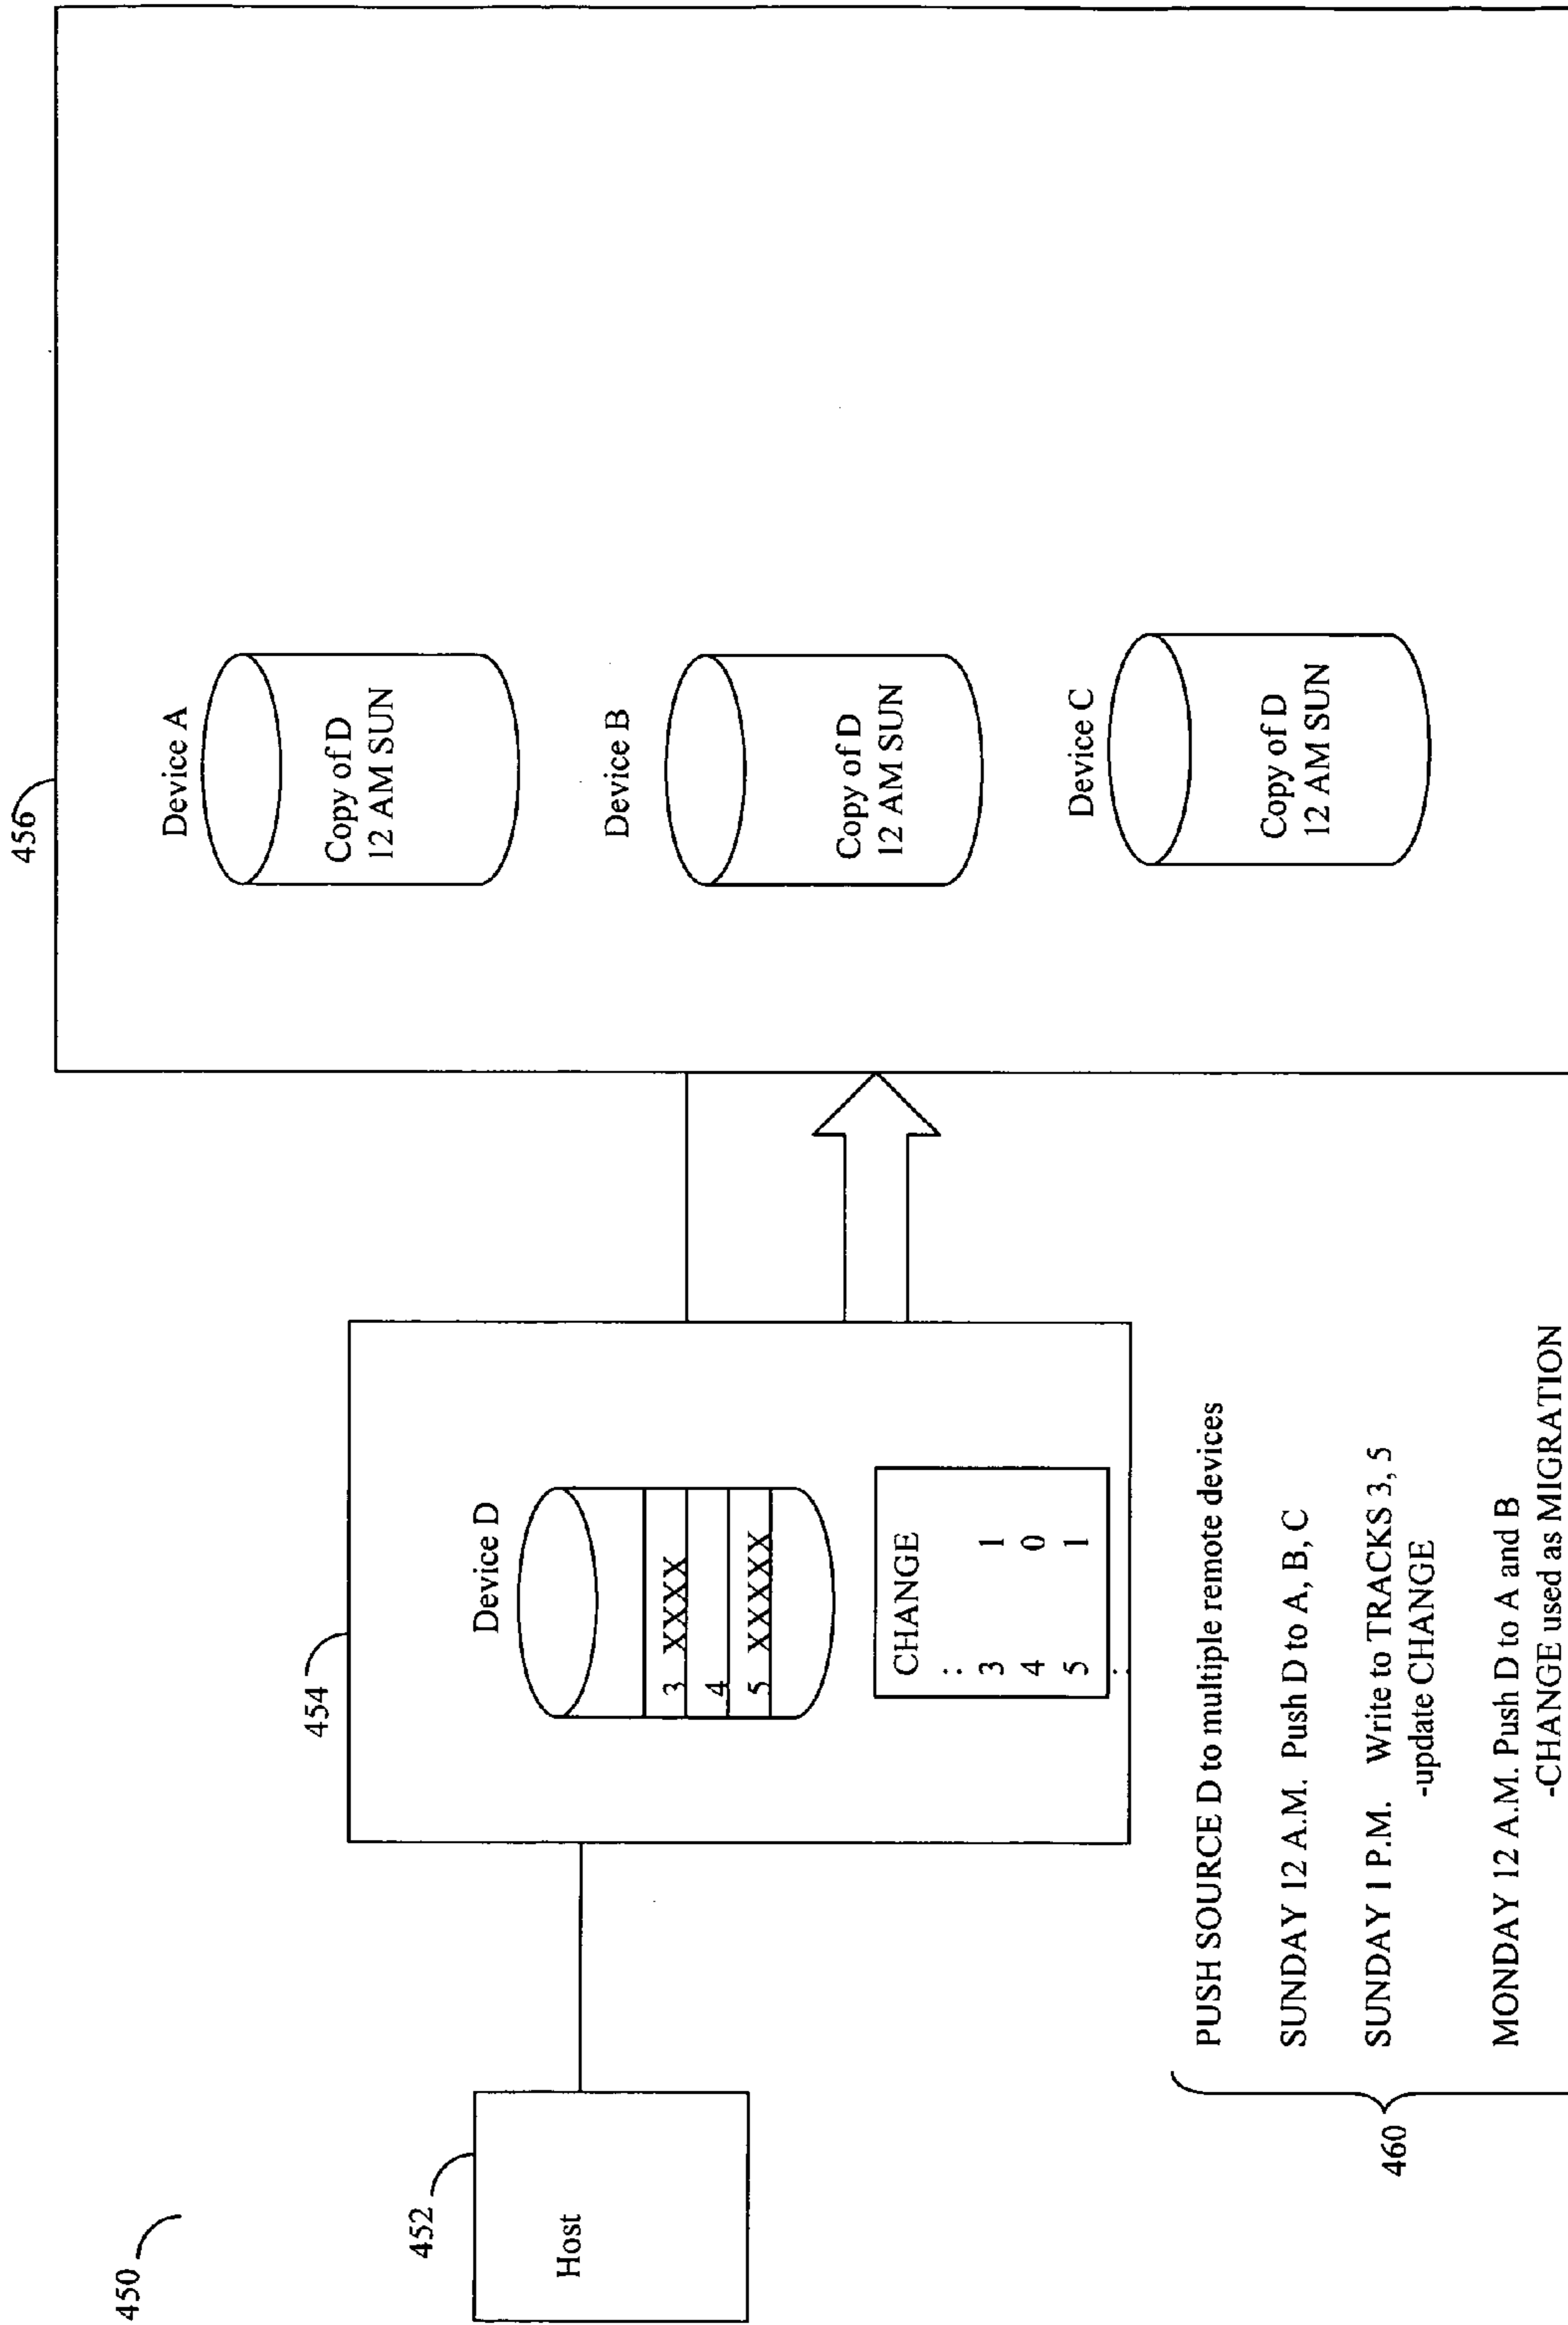 450
452
Host
454
Device D
3 XXXX
4
5 XXXXX
CHANGE
:
3 1
4 0
5 1
:
456
Device A
Copy of D
12 AM SUN
Device B
Copy of D
12 AM SUN
Device C
Copy of D
12 AM SUN
460
PUSH SOURCE D to multiple remote devices
SUNDAY 12 A.M. Push D to A, B, C
SUNDAY 1 P.M. Write to TRACKS 3, 5
-update CHANGE
MONDAY 12 A.M. Push D to A and B
-CHANGE used as MIGRATION